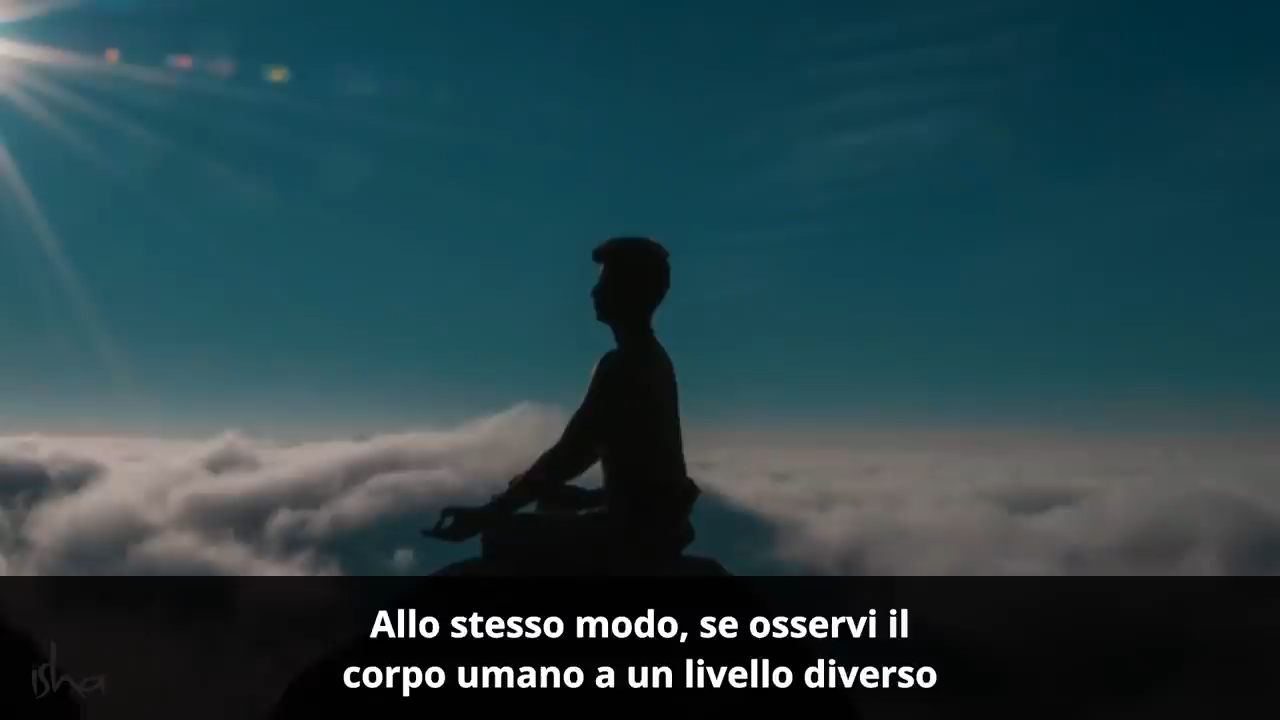 Allo stesso modo, se osservi il
corpo umano a un livello diverso
isha